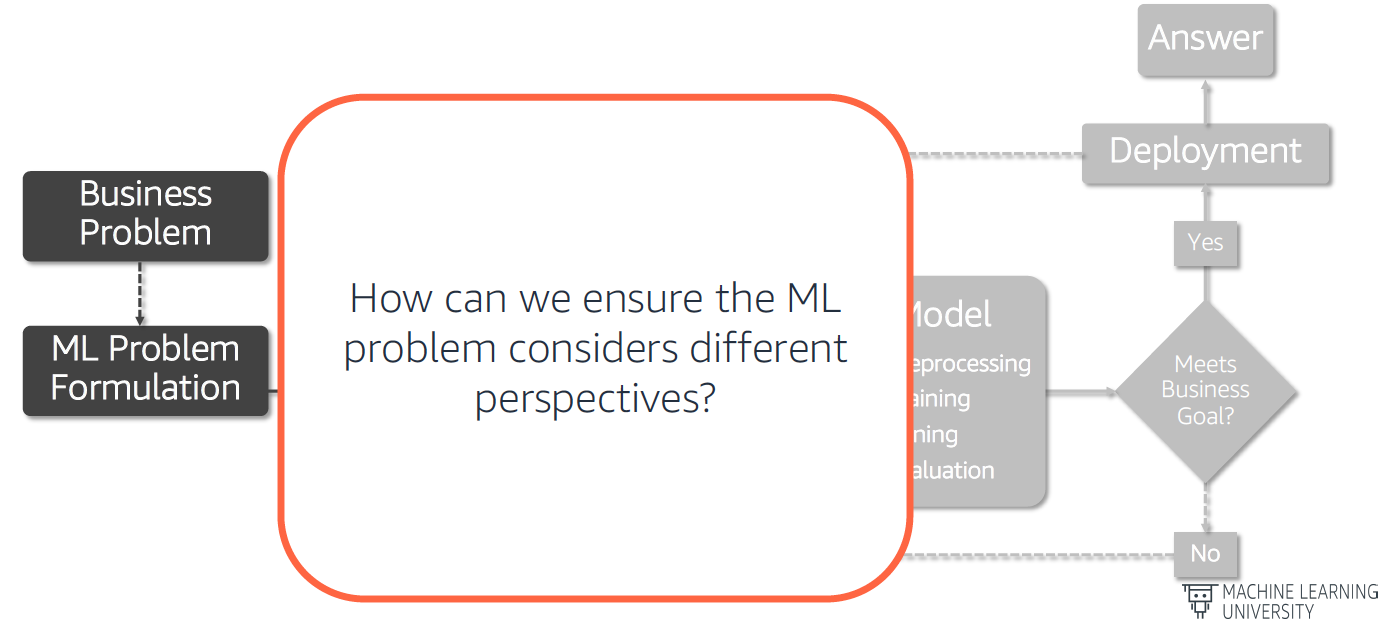 Business
Problem
ML Problem
Formulation
How can we ensure the ML
problem considers different
perspectives?
Model
Meets
Business
Goal?
Yes
No
Deployment
Answer
MACHINE LEARNING
UNIVERSITY